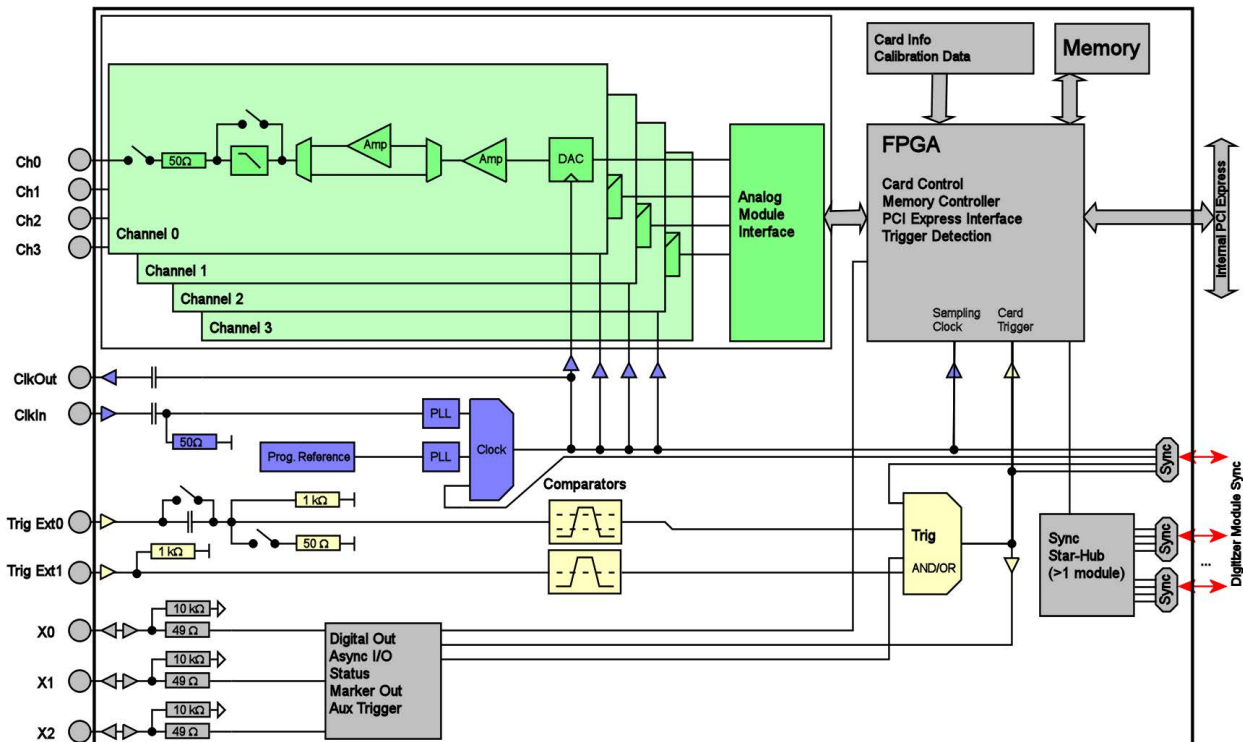 Card Info
Calibration Data
Memory
FPGA
Card Control
Memory Controller
PCI Express Interface
Trigger Detection
Sampling
Clock
Card
Trigger
Internal PCI Express
Ch0
Ch1
Ch2
Ch3
50Ω
Amp
Amp
DAC
Channel 0
Channel 1
Channel 2
Channel 3
Analog
Module
Interface
ClkOut
ClkIn
50Ω
Prog. Reference
PLL
PLL
Clock
Sync
Digitizer Module Sync
Trig Ext0
Trig Ext1
1 kΩ
50 Ω
1 kΩ
Comparators
Trig
AND/OR
Sync
Star-Hub
(>1 module)
Sync
...
Sync
X0
10 kΩ
49 Ω
X1
10 kΩ
49 Ω
X2
10 kΩ
49 Ω
Digital Out
Async I/O
Status
Marker Out
Aux Trigger